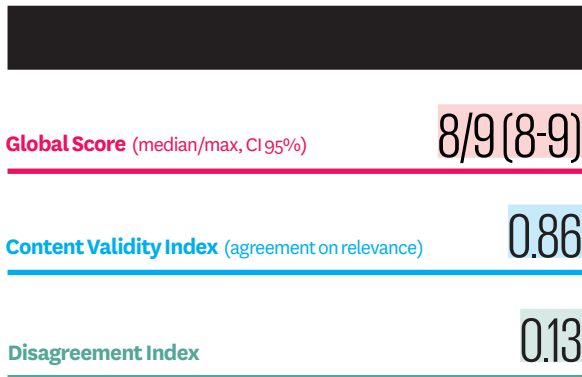 Global Score (median/max, CI 95%) 8/9 (8-9)
Content Validity Index (agreement on relevance) 0.86
Disagreement Index 0.13